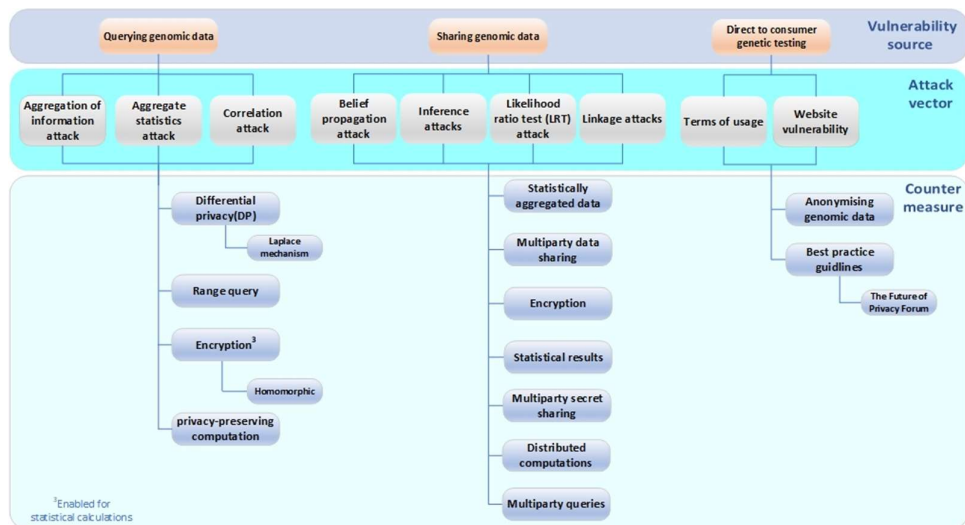 Querying genomic data
Sharing genomic data
Direct to consumer
genetic testing
Vulnerability
source
Attack
vector
Aggregation of
information
attack
Aggregate
statistics
attack
Correlation
attack
Belief
propagation
attack
Inference
attacks
Likelihood
ratio test (LRT)
attack
Linkage attacks
Terms of usage
Website
vulnerability
Counter
measure
Differential
privacy(DP)
Laplace
mechanism
Range query
Encryption3
Homomorphic
privacy-preserving
computation
Statistically
aggregated data
Multiparty data
sharing
Encryption
Statistical results
Multiparty secret
sharing
Distributed
computations
Multiparty queries
Anonymising
genomic data
Best practice
guidlines
The Future of
Privacy Forum
3Enabled for
statistical calculations